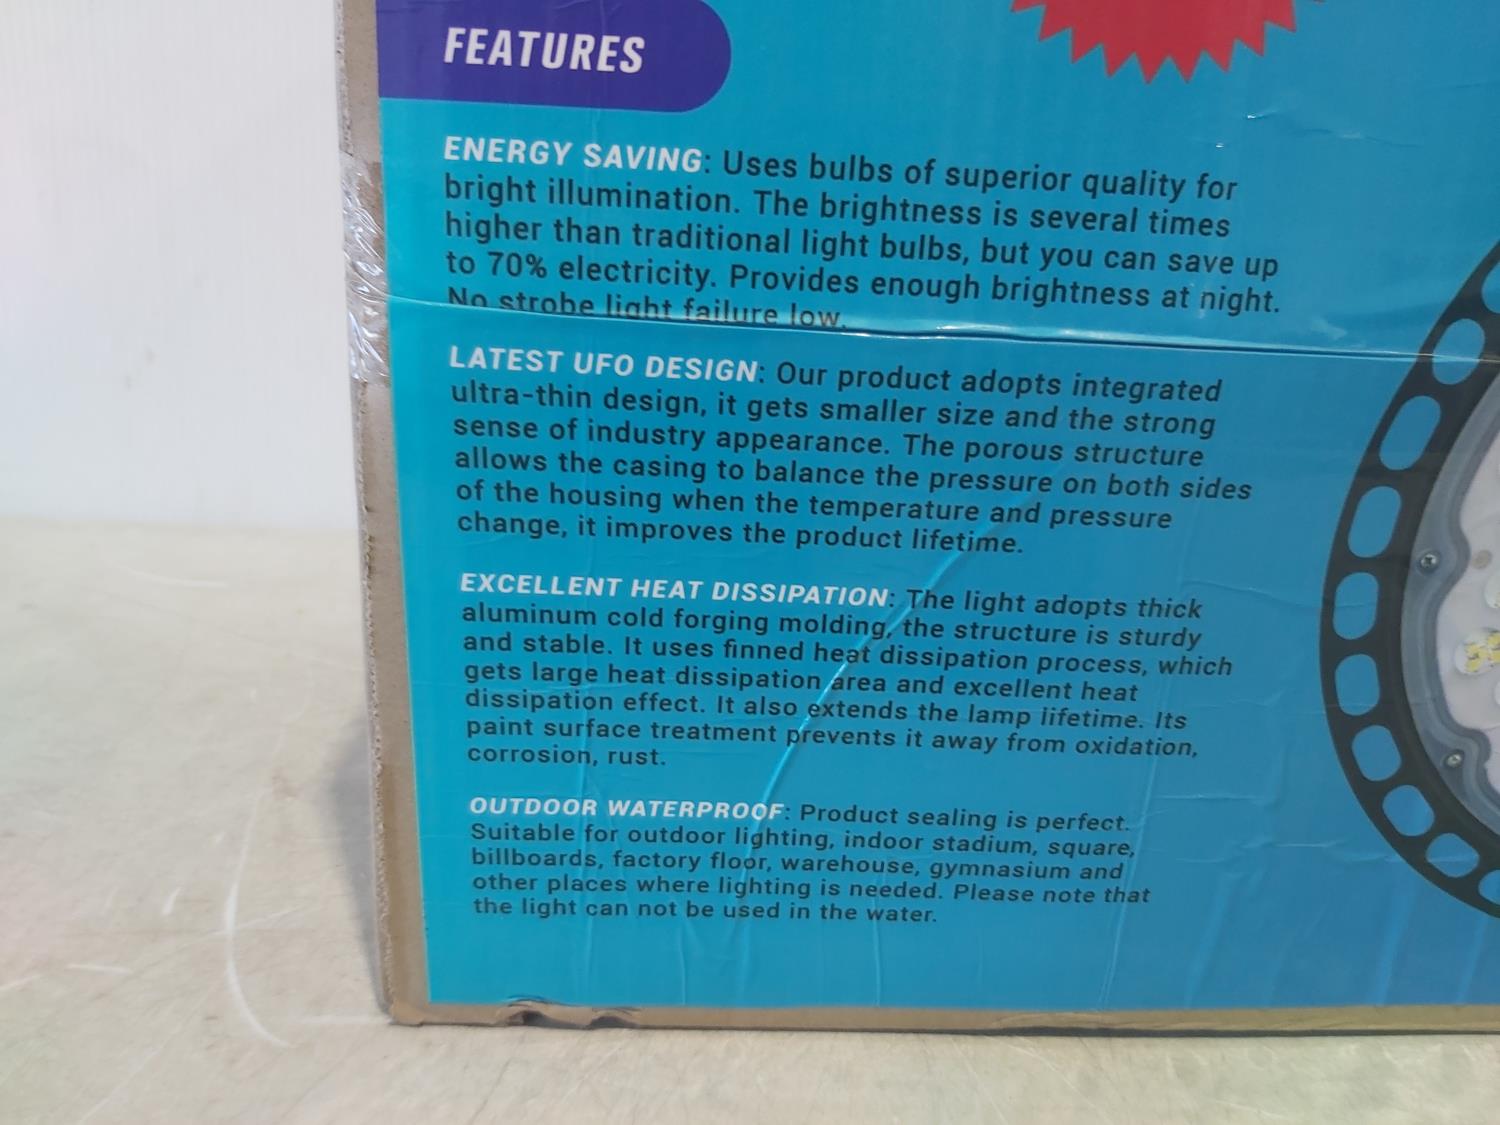 FEATURES
ENERGY SAVING: Uses bulbs of superior quality for
bright illumination. The brightness is several times
higher than traditional light bulbs, but you can save up
to 70% electricity. Provides enough brightness at night.
No strobe light failure low.
LATEST UFO DESIGN: Our product adopts integrated
ultra-thin design, it gets smaller size and the strong
sense of industry appearance. The porous structure
allows the casing to balance the pressure on both sides
of the housing when the temperature and pressure
change, it improves the product lifetime.
EXCELLENT HEAT DISSIPATION: The light adopts thick
aluminum cold forging molding, the structure is sturdy
and stable. It uses finned heat dissipation process, which
gets large heat dissipation area and excellent heat
dissipation effect. It also extends the lamp lifetime. Its
paint surface treatment prevents it away from oxidation,
corrosion, rust.
OUTDOOR WATERPROOF: Product sealing is perfect.
Suitable for outdoor lighting, indoor stadium, square,
billboards, factory floor, warehouse, gymnasium and
other places where lighting is needed. Please note that
the light can not be used in the water.